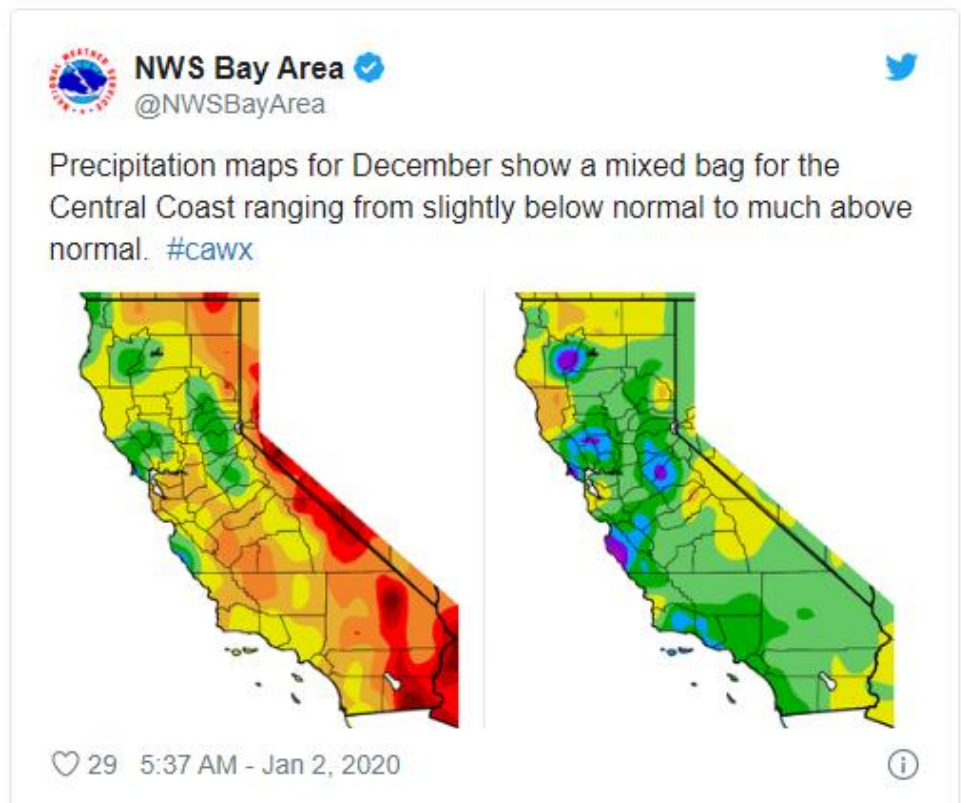 NWS Bay Area
@NWSBayArea
Precipitation maps for December show a mixed bag for the
Central Coast ranging from slightly below normal to much above
normal. #cawx
29 5:37 AM - Jan 2, 2020